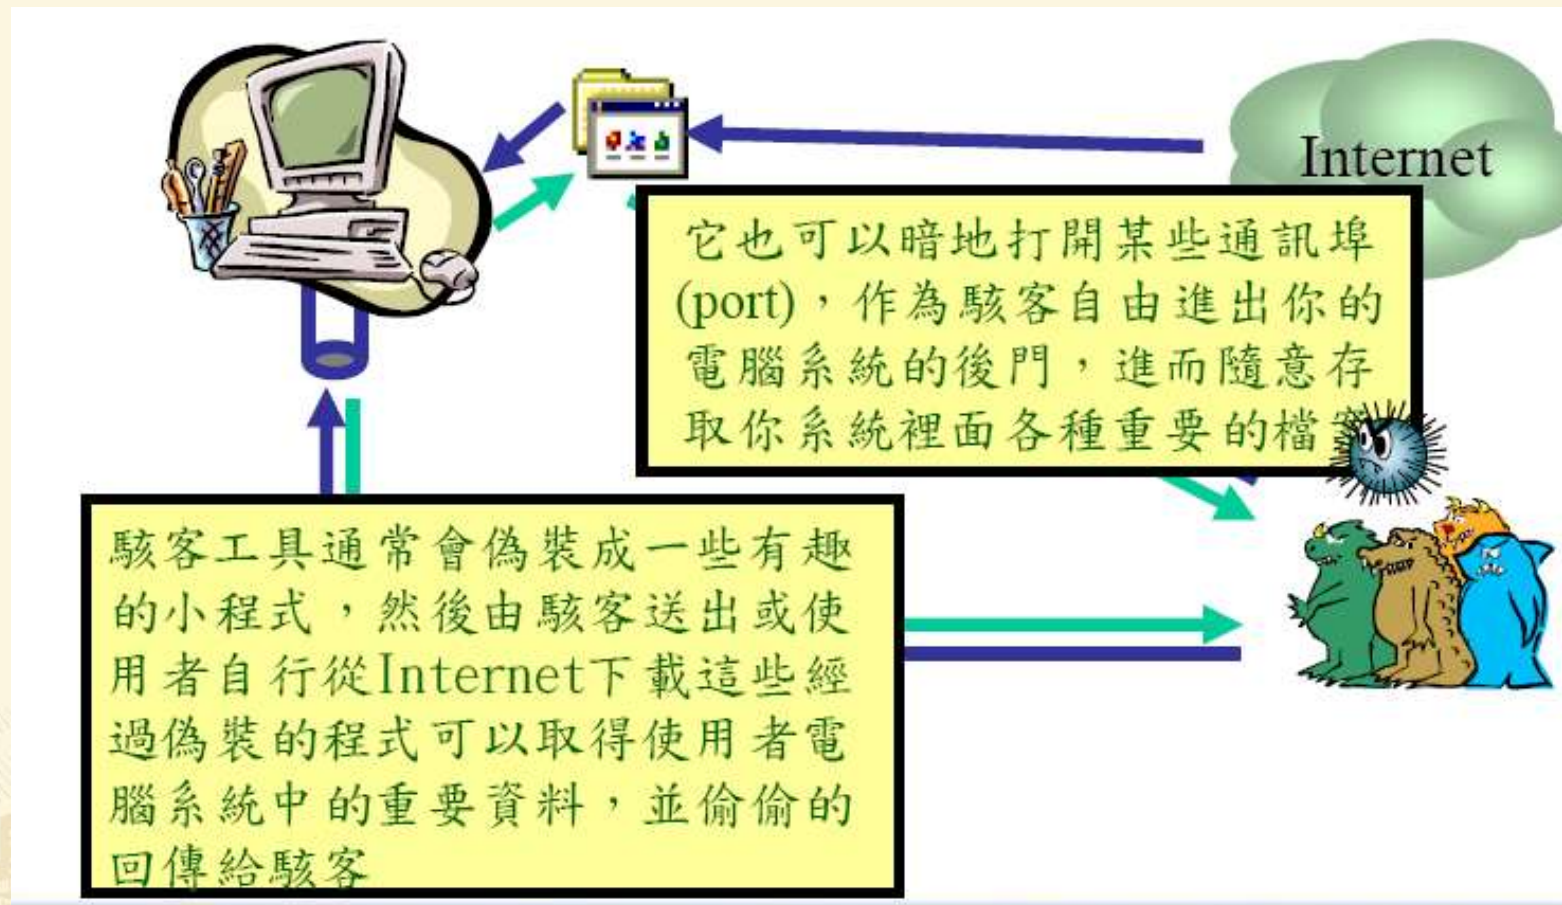 Internet
它也可以暗地打開某些通訊埠
(port)，作為駭客自由進出你的
電腦系統的後門，進而隨意存
取你系統裡面各種重要的檔
駭客工具通常會偽裝成一些有趣
的小程式，然後由駭客送出或使
用者自行從Internet下載這些經
過偽裝的程式可以取得使用者電
腦系統中的重要資料，並偷偷的
回傳給駭客